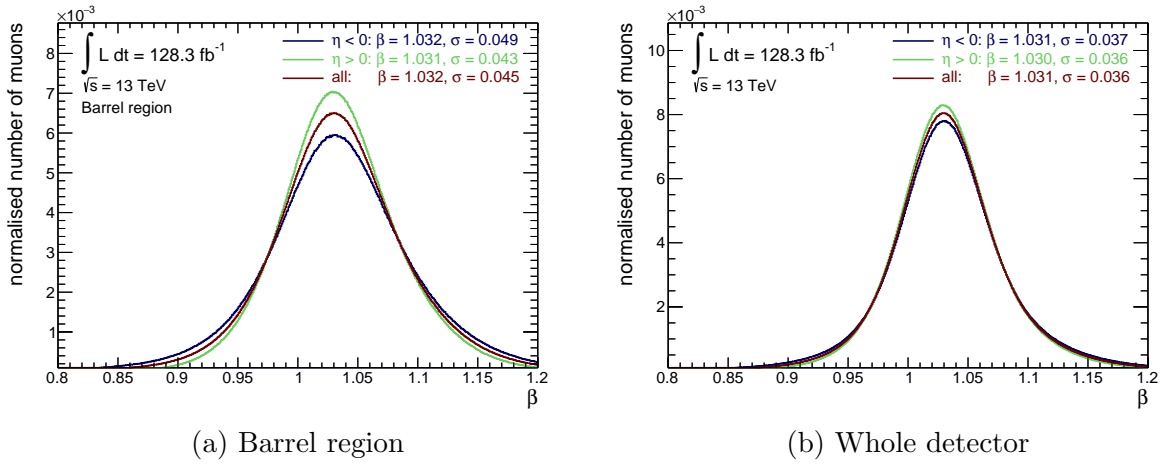 ×10⁻³
∫ L dt = 128.3 fb⁻¹
√s = 13 TeV
Barrel region
η < 0: β = 1.032, σ = 0.049
η > 0: β = 1.031, σ = 0.043
all: β = 1.032, σ = 0.045
normalised number of muons
8
7
6
5
4
3
2
1
0.8 0.85 0.9 0.95 1 1.05 1.1 1.15 1.2
β
(a) Barrel region
×10⁻³
∫ L dt = 128.3 fb⁻¹
√s = 13 TeV
η < 0: β = 1.031, σ = 0.037
η > 0: β = 1.030, σ = 0.036
all: β = 1.031, σ = 0.036
normalised number of muons
10
8
6
4
2
0.8 0.85 0.9 0.95 1 1.05 1.1 1.15 1.2
β
(b) Whole detector